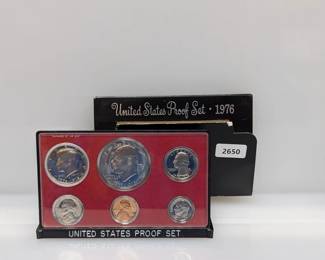 United States Proof Set · 1976
2650
UNITED STATES PROOF SET